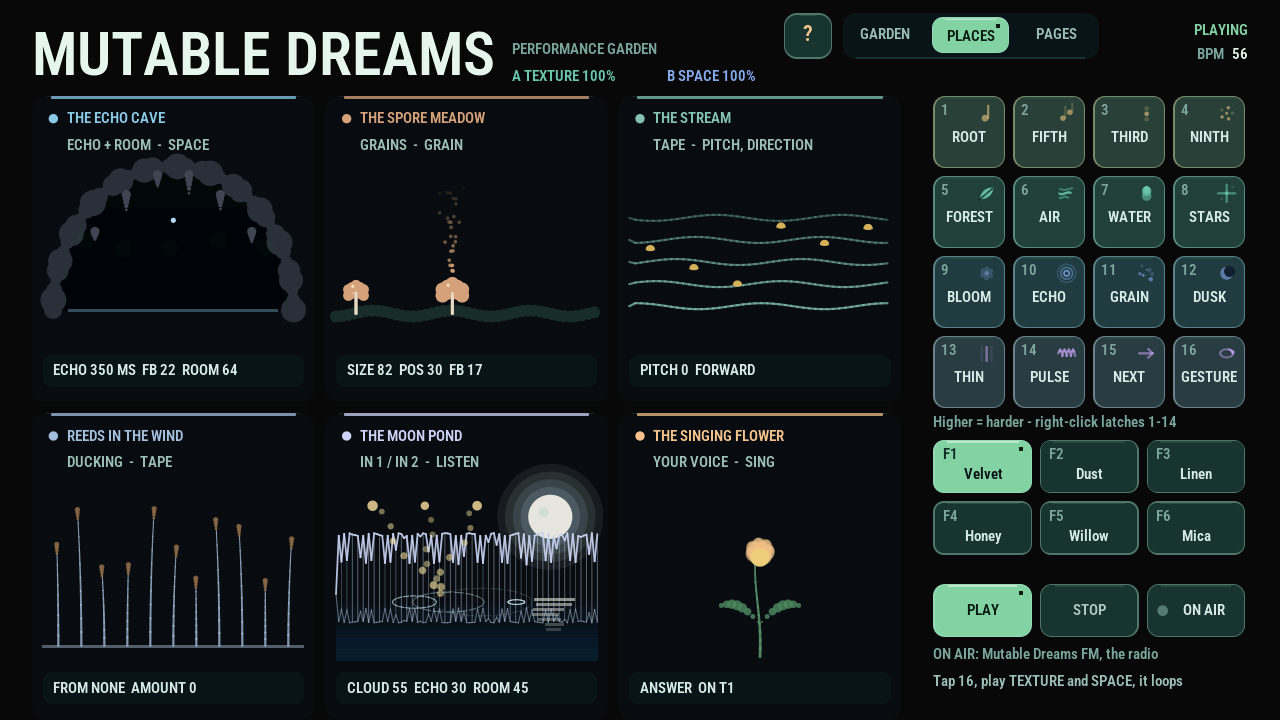 MUTABLE DREAMS
PERFORMANCE GARDEN
A TEXTURE 100%
B SPACE 100%
?
GARDEN
PLACES
PAGES
PLAYING
BPM 56
THE ECHO CAVE
ECHO + ROOM - SPACE
ECHO 350 MS FB 22 ROOM 64
THE SPORE MEADOW
GRAINS - GRAIN
SIZE 82 POS 30 FB 17
THE STREAM
TAPE - PITCH, DIRECTION
PITCH 0 FORWARD
REEDS IN THE WIND
DUCKING - TAPE
FROM NONE AMOUNT 0
THE MOON POND
IN 1 / IN 2 - LISTEN
CLOUD 55 ECHO 30 ROOM 45
THE SINGING FLOWER
YOUR VOICE - SING
ANSWER ON T1
1 ROOT
2 FIFTH
3 THIRD
4 NINTH
5 FOREST
6 AIR
7 WATER
8 STARS
9 BLOOM
10 ECHO
11 GRAIN
12 DUSK
13 THIN
14 PULSE
15 NEXT
16 GESTURE
Higher = harder - right-click latches 1-14
F1 Velvet
F2 Dust
F3 Linen
F4 Honey
F5 Willow
F6 Mica
PLAY
STOP
ON AIR
ON AIR: Mutable Dreams FM, the radio
Tap 16, play TEXTURE and SPACE, it loops